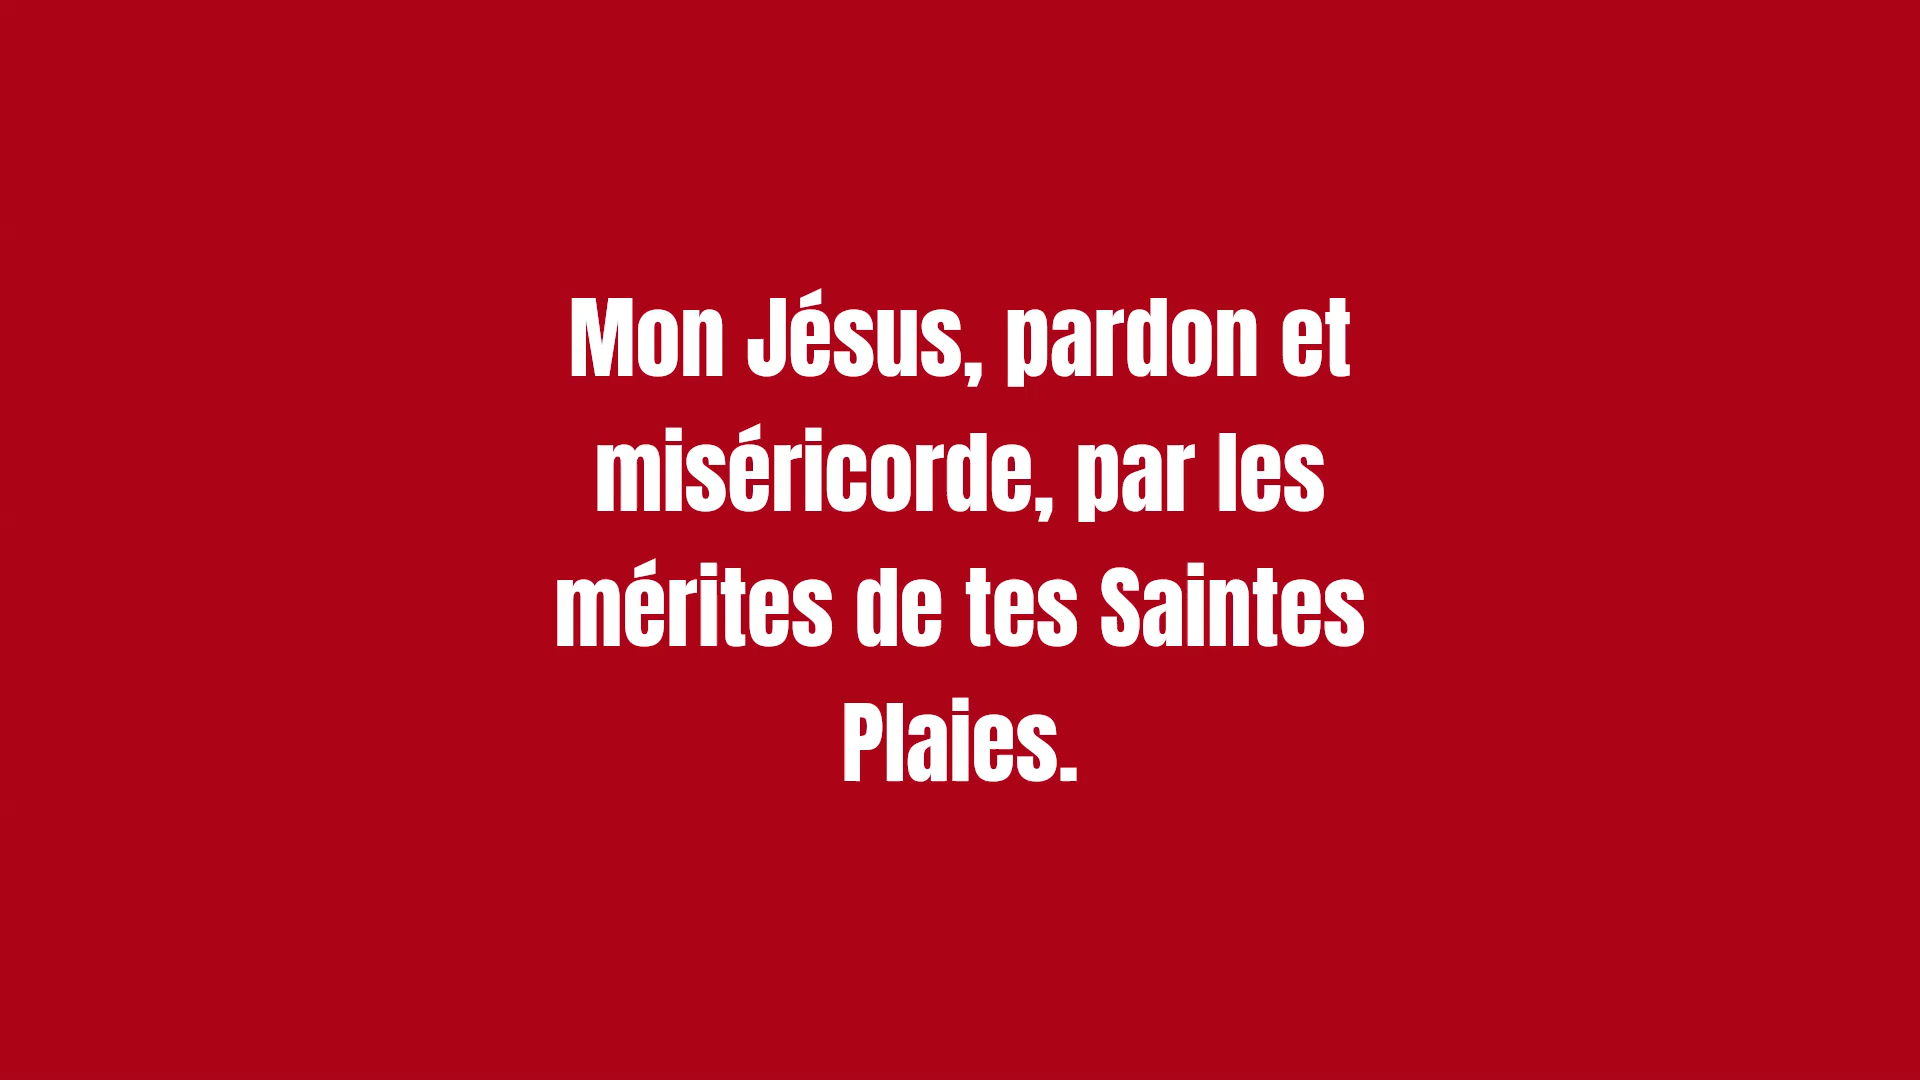 Mon Jésus, pardon et
miséricorde, par les
mérites de tes Saintes
Plaies.